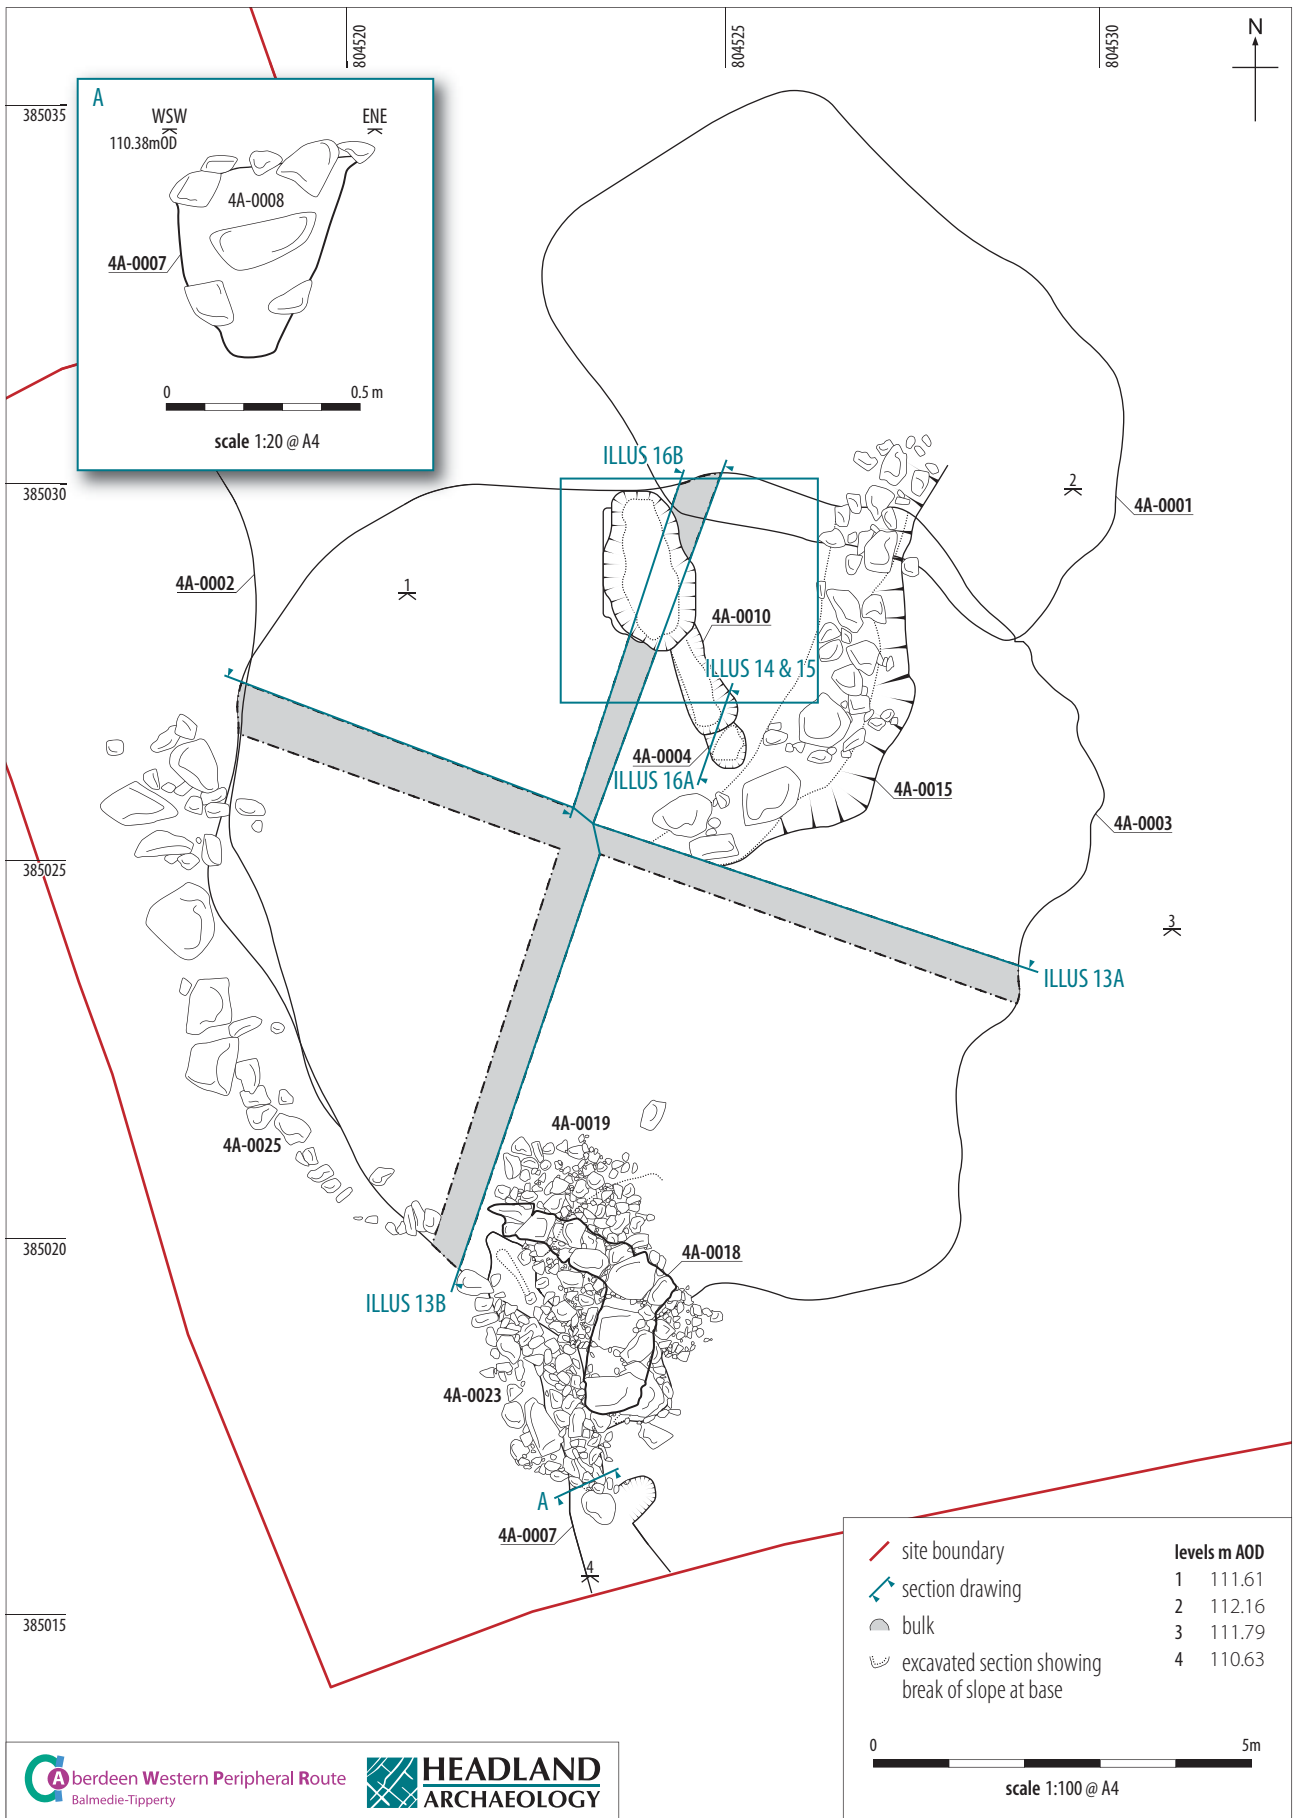 804520
804525
804530
N
385035
385030
385025
385020
385015
A
WSW
ENE
110.38mOD
4A-0008
4A-0007
0
0.5 m
scale 1:20 @ A4
ILLUS 16B
2
4A-0001
4A-0002
1
4A-0010
ILLUS 14 & 15
4A-0004
ILLUS 16A
4A-0015
4A-0003
3
ILLUS 13A
4A-0019
4A-0025
4A-0018
ILLUS 13B
4A-0023
A
4A-0007
4
site boundary
section drawing
bulk
excavated section showing
break of slope at base
levels m AOD
1 111.61
2 112.16
3 111.79
4 110.63
0
5m
scale 1:100 @ A4
Aberdeen Western Peripheral Route
Balmedie-Tipperty
HEADLAND
ARCHAEOLOGY